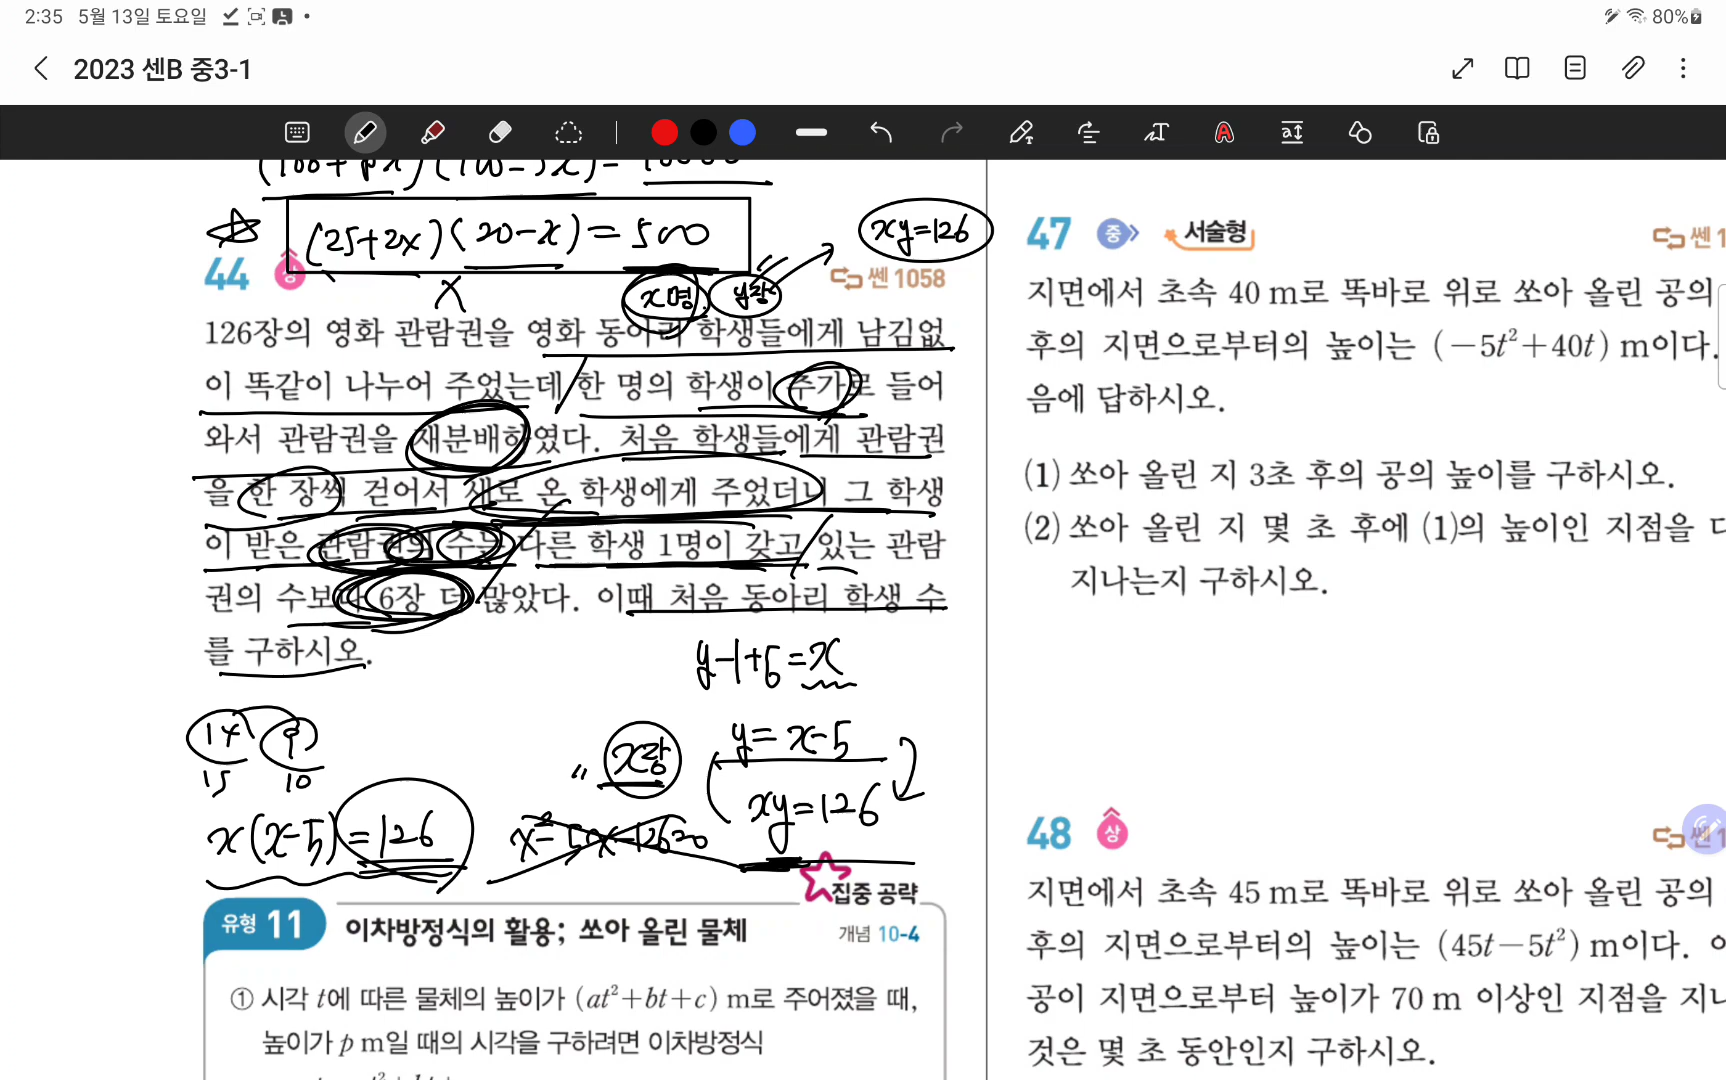 2:35 5월 13일 토요일
80%
2023 센B 중3-1
(25+2x)(20-x)=500
xy=126
44 상
쎈 1058
x명
126장의 영화 관람권을 영화 동아리 학생들에게 남김없
이 똑같이 나누어 주었는데 한 명의 학생이 추가로 들어
와서 관람권을 재분배하였다. 처음 학생들에게 관람권
을 한 장씩 걷어서 새로 온 학생에게 주었더니 그 학생
이 받은 관람권의 수는 다른 학생 1명이 갖고 있는 관람
권의 수보다 6장 더 많았다. 이때 처음 동아리 학생 수
를 구하시오.
y-1+6=x
14 9
15 10
x장
y=x-5
xy=126
x(x-5)=126
x²-5x-126=0
집중 공략
유형 11 이차방정식의 활용; 쏘아 올린 물체
개념 10-4
① 시각 t에 따른 물체의 높이가 (at²+bt+c) m로 주어졌을 때,
높이가 p m일 때의 시각을 구하려면 이차방정식
47 중 서술형
쎈 1
지면에서 초속 40 m로 똑바로 위로 쏘아 올린 공의
후의 지면으로부터의 높이는 (-5t²+40t) m이다.
음에 답하시오.
(1) 쏘아 올린 지 3초 후의 공의 높이를 구하시오.
(2) 쏘아 올린 지 몇 초 후에 (1)의 높이인 지점을
지나는지 구하시오.
48 상
지면에서 초속 45 m로 똑바로 위로 쏘아 올린 공의
후의 지면으로부터의 높이는 (45t-5t²) m이다.
공이 지면으로부터 높이가 70 m 이상인 지점을
것은 몇 초 동안인지 구하시오.